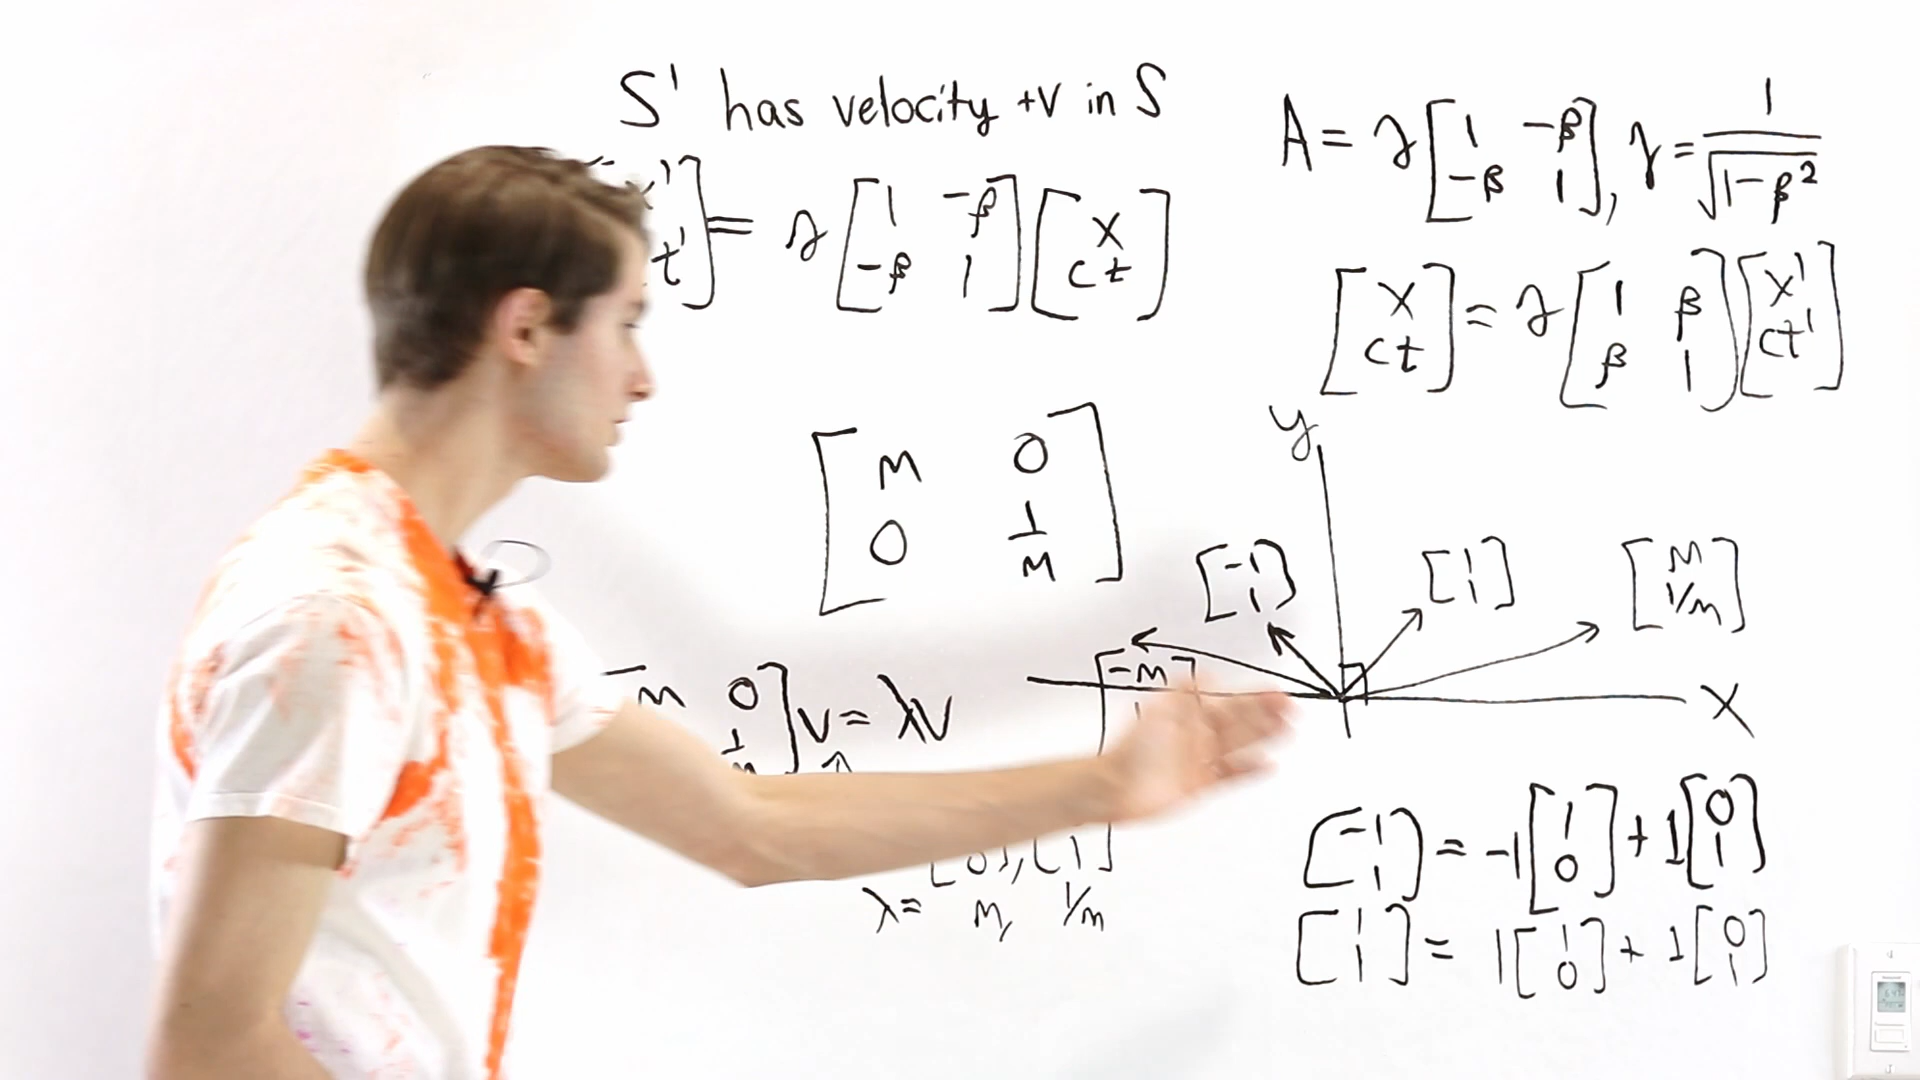 S' has velocity +v in S
x'
t' ] = γ [ 1 -β
-β 1 ] [ x
ct ]
A = γ [ 1 -β
-β 1 ], γ = 1
√1-β²
[ x
ct ] = γ [ 1 β
β 1 ] [ x'
ct' ]
[ M 0
0 1/M ]
y
[ -1
1 ]
[ 1
1 ]
[ M
1/M ]
x
[ -M
M 0
1 ] v = λv
λ = M, 1/M
[ -1
1 ] = -1 [ 1
0 ] + 1 [ 0
1 ]
[ 1
1 ] = 1 [ 1
0 ] + 1 [ 0
1 ]